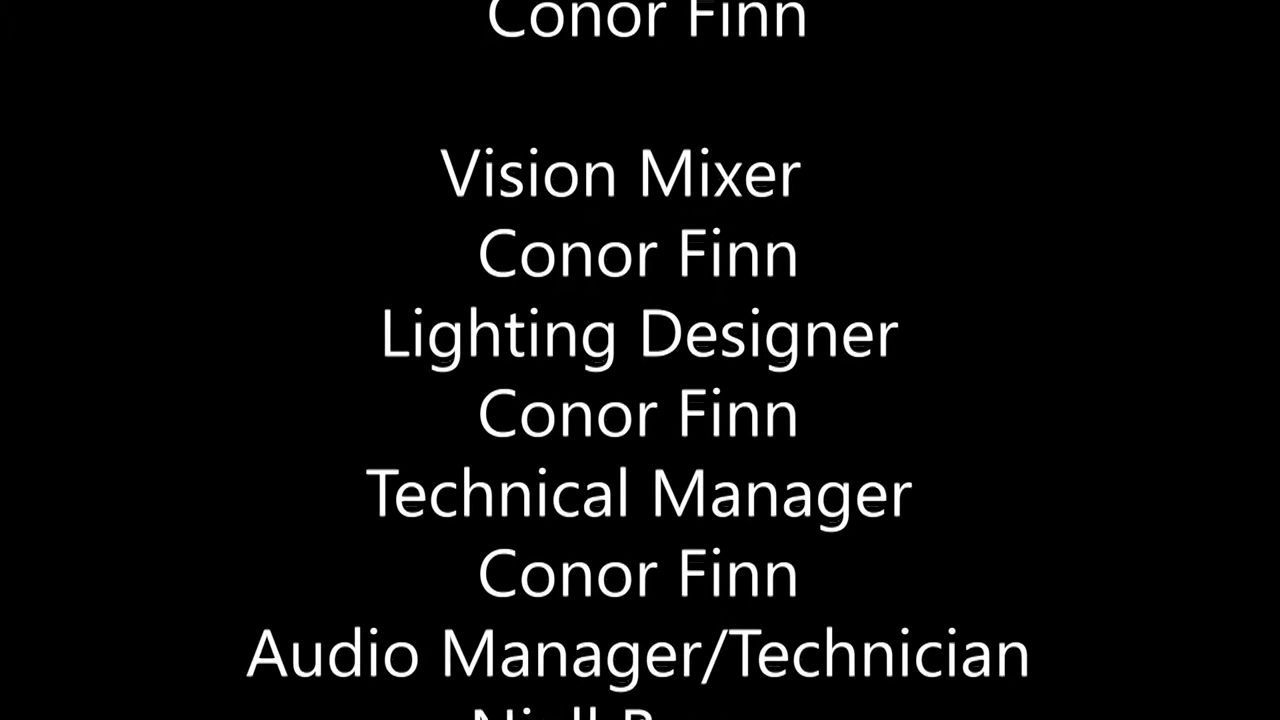 Conor Finn
Vision Mixer
Conor Finn
Lighting Designer
Conor Finn
Technical Manager
Conor Finn
Audio Manager/Technician